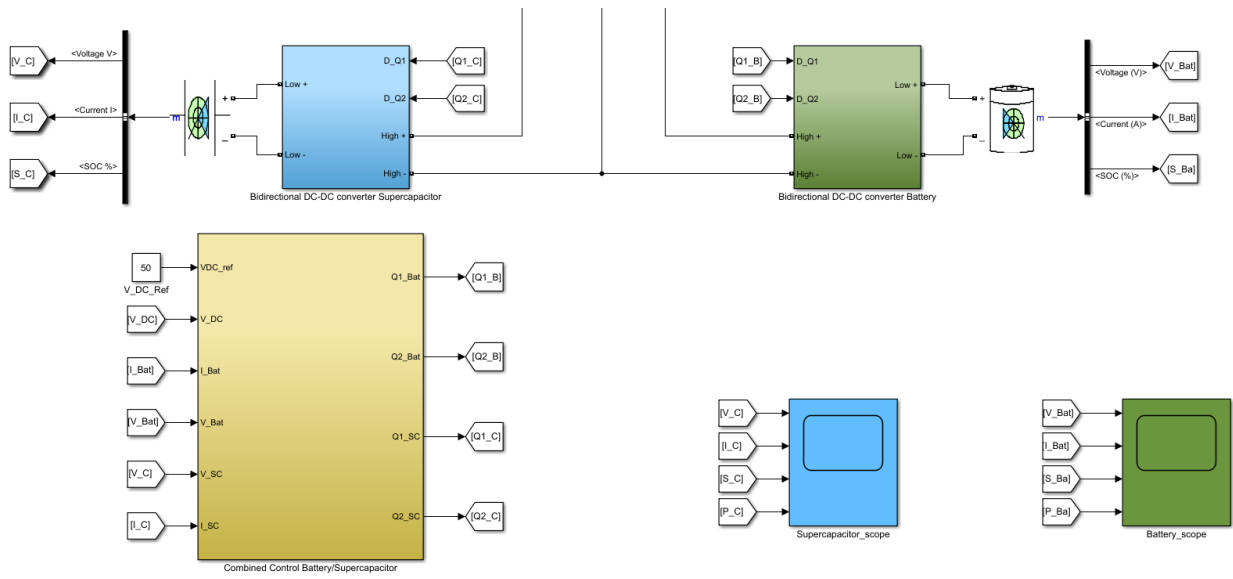 <Voltage V>
[V_C]
<Current I>
[I_C]
<SOC %>
[S_C]
m
+
_
Low +
Low -
D_Q1
D_Q2
High +
High -
[Q1_C]
[Q2_C]
Bidirectional DC-DC converter Supercapacitor
[Q1_B]
[Q2_B]
D_Q1
D_Q2
High +
High -
Low +
Low -
Bidirectional DC-DC converter Battery
+
_
m
<Voltage (V)>
[V_Bat]
<Current (A)>
[I_Bat]
<SOC (%)>
[S_Ba]
50
V_DC_Ref
[V_DC]
[I_Bat]
[V_Bat]
[V_C]
[I_C]
VDC_ref
V_DC
I_Bat
V_Bat
V_SC
I_SC
Q1_Bat
Q2_Bat
Q1_SC
Q2_SC
[Q1_B]
[Q2_B]
[Q1_C]
[Q2_C]
Combined Control Battery/Supercapacitor
[V_C]
[I_C]
[S_C]
[P_C]
Supercapacitor_scope
[V_Bat]
[I_Bat]
[S_Ba]
[P_Ba]
Battery_scope